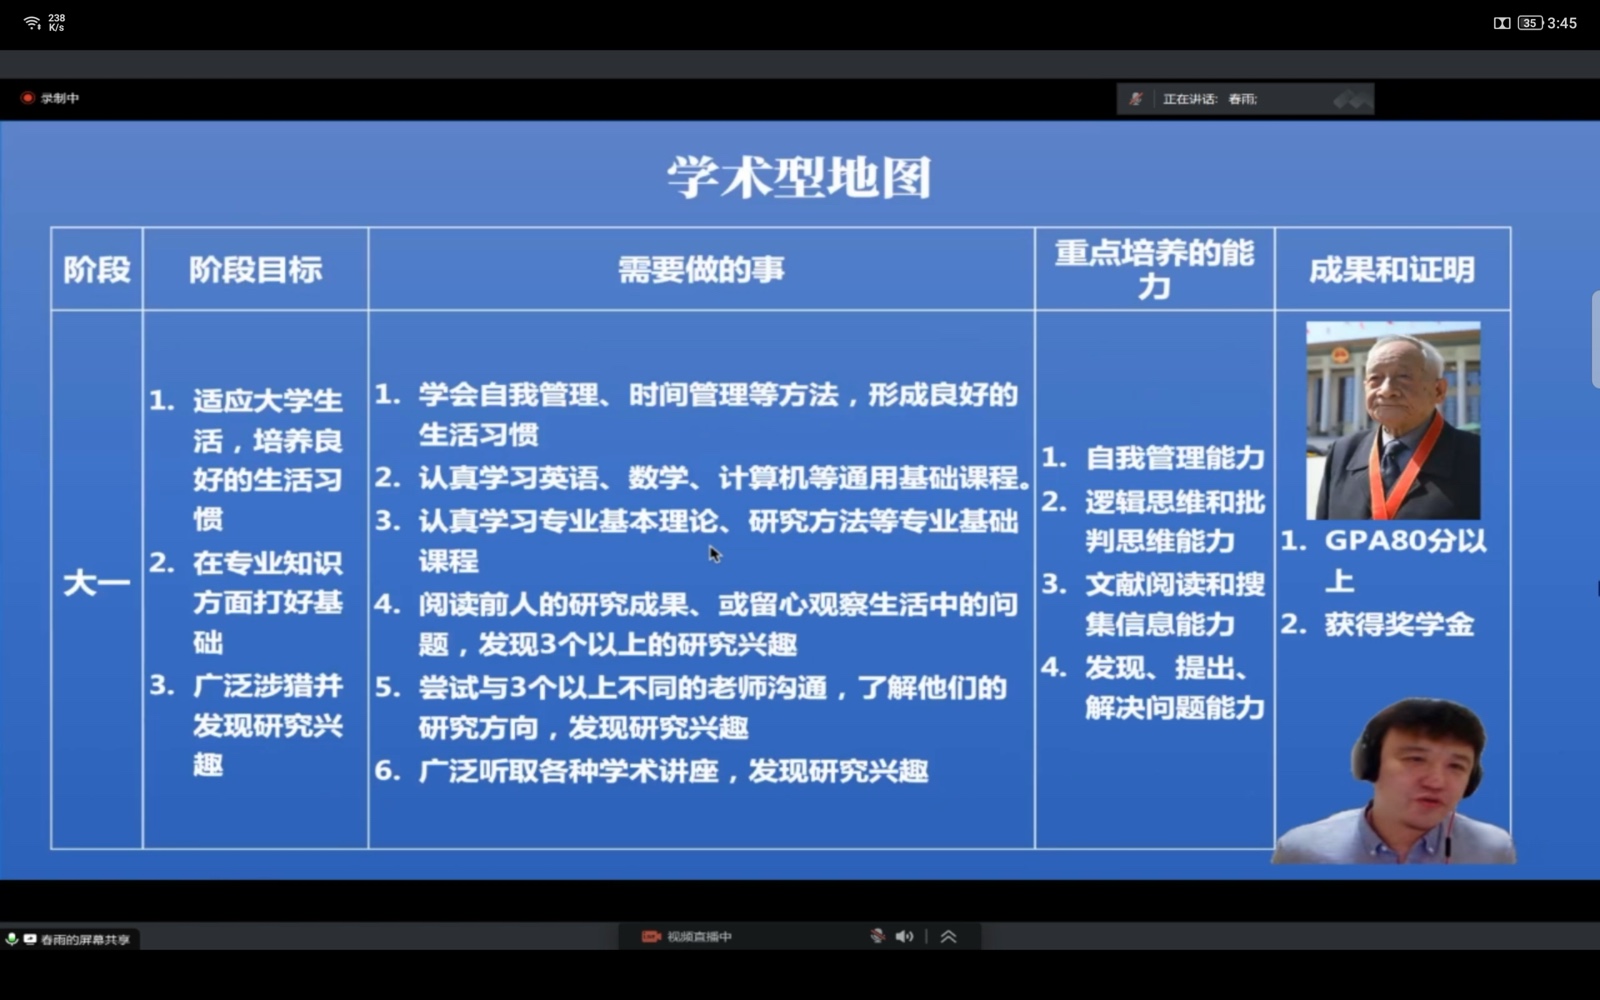 238
K/s
35 3:45
录制中
正在讲话: 春雨;
学术型地图
阶段
阶段目标
需要做的事
重点培养的能
力
成果和证明
大一
1. 适应大学生
活，培养良
好的生活习
惯
2. 在专业知识
方面打好基
础
3. 广泛涉猎并
发现研究兴
趣
1. 学会自我管理、时间管理等方法，形成良好的
生活习惯
2. 认真学习英语、数学、计算机等通用基础课程。
3. 认真学习专业基本理论、研究方法等专业基础
课程
4. 阅读前人的研究成果、或留心观察生活中的问
题，发现3个以上的研究兴趣
5. 尝试与3个以上不同的老师沟通，了解他们的
研究方向，发现研究兴趣
6. 广泛听取各种学术讲座，发现研究兴趣
1. 自我管理能力
2. 逻辑思维和批
判思维能力
3. 文献阅读和搜
集信息能力
4. 发现、提出、
解决问题能力
1. GPA80分以
上
2. 获得奖学金
春雨的屏幕共享
视频直播中